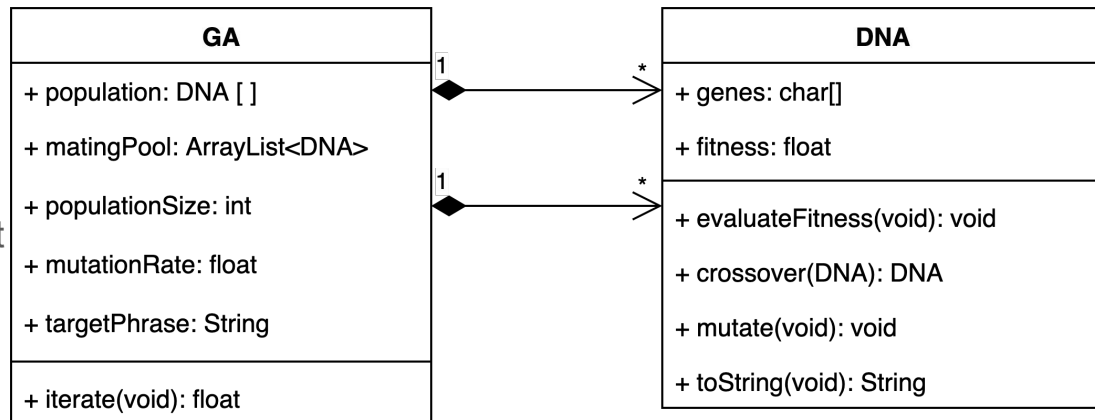 GA
+ population: DNA [ ]
+ matingPool: ArrayList<DNA>
+ populationSize: int
+ mutationRate: float
+ targetPhrase: String
+ iterate(void): float
1
*
1
*
DNA
+ genes: char[]
+ fitness: float
+ evaluateFitness(void): void
+ crossover(DNA): DNA
+ mutate(void): void
+ toString(void): String